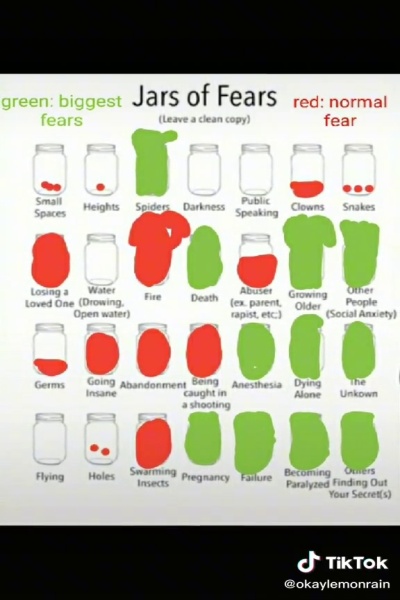 green: biggest
fears
Jars of Fears
(Leave a clean copy)
red: normal
fear
Small
Spaces
Heights
Spiders
Darkness
Public
Speaking
Clowns
Snakes
Losing a
Loved One
Water
(Drowing,
Open water)
Fire
Death
Abuser
(ex. parent,
rapist, etc;)
Growing
Older
Other
People
(Social Anxiety)
Germs
Going
Insane
Abandonment
Being
caught in
a shooting
Anesthesia
Dying
Alone
The
Unkown
Flying
Holes
Swarming
Insects
Pregnancy
Failure
Becoming
Paralyzed
Others
Finding Out
Your Secret(s)
TikTok
@okaylemonrain